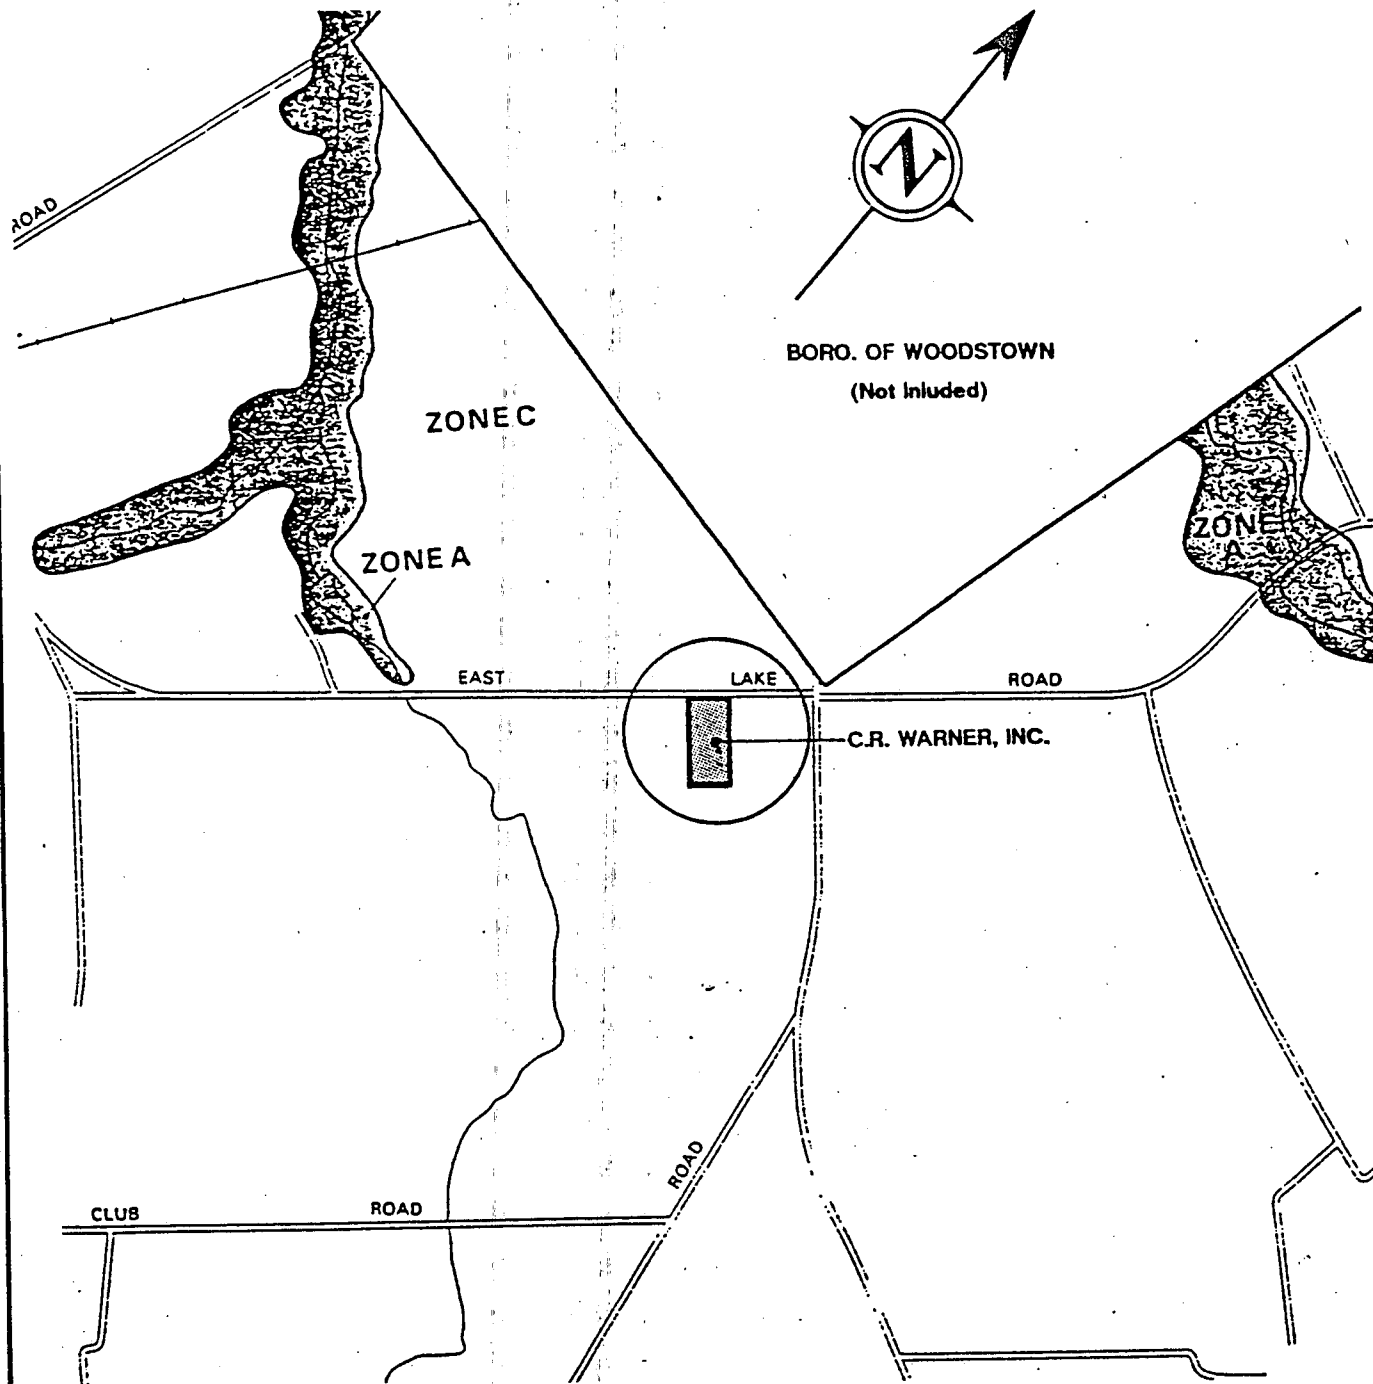 N
ROAD
BORO. OF WOODSTOWN
(Not Inluded)
ZONE C
ZONE A
ZONE
A
EAST LAKE ROAD
C.R. WARNER, INC.
ROAD
CLUB ROAD